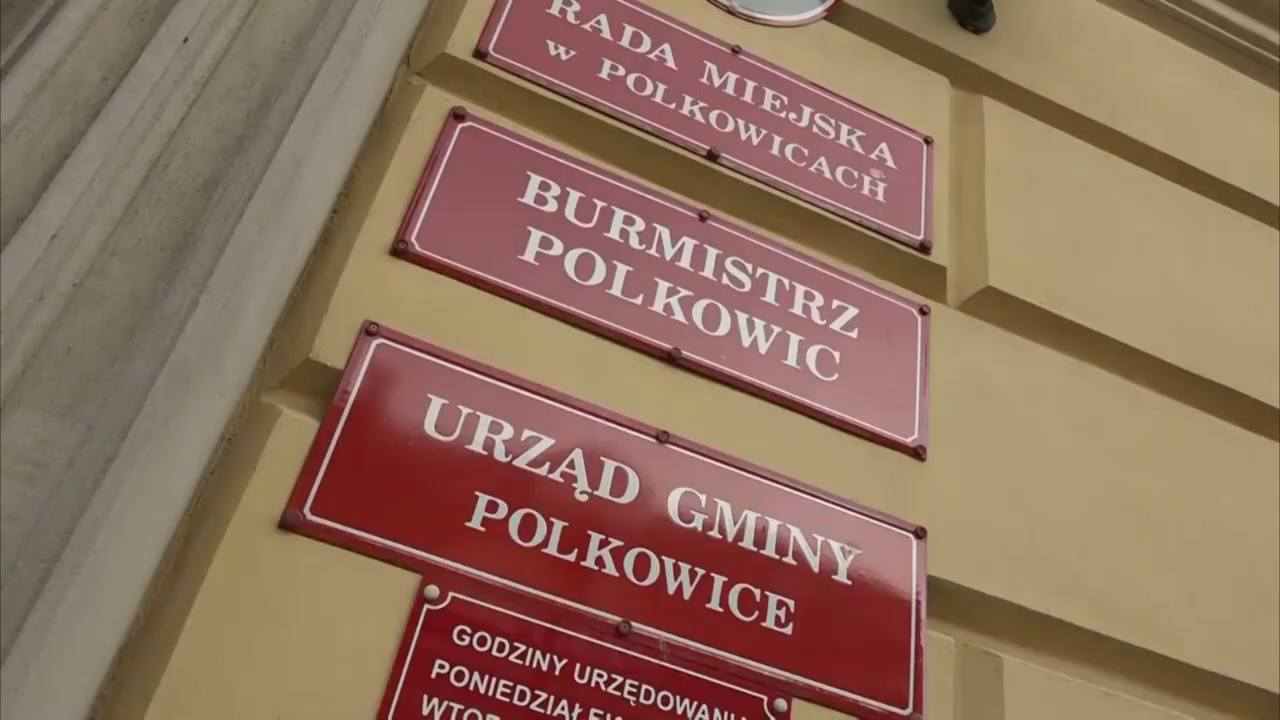 RADA MIEJSKA
w POLKOWICACH
BURMISTRZ
POLKOWIC
URZĄD GMINY
POLKOWICE
GODZINY URZĘDOWANIA